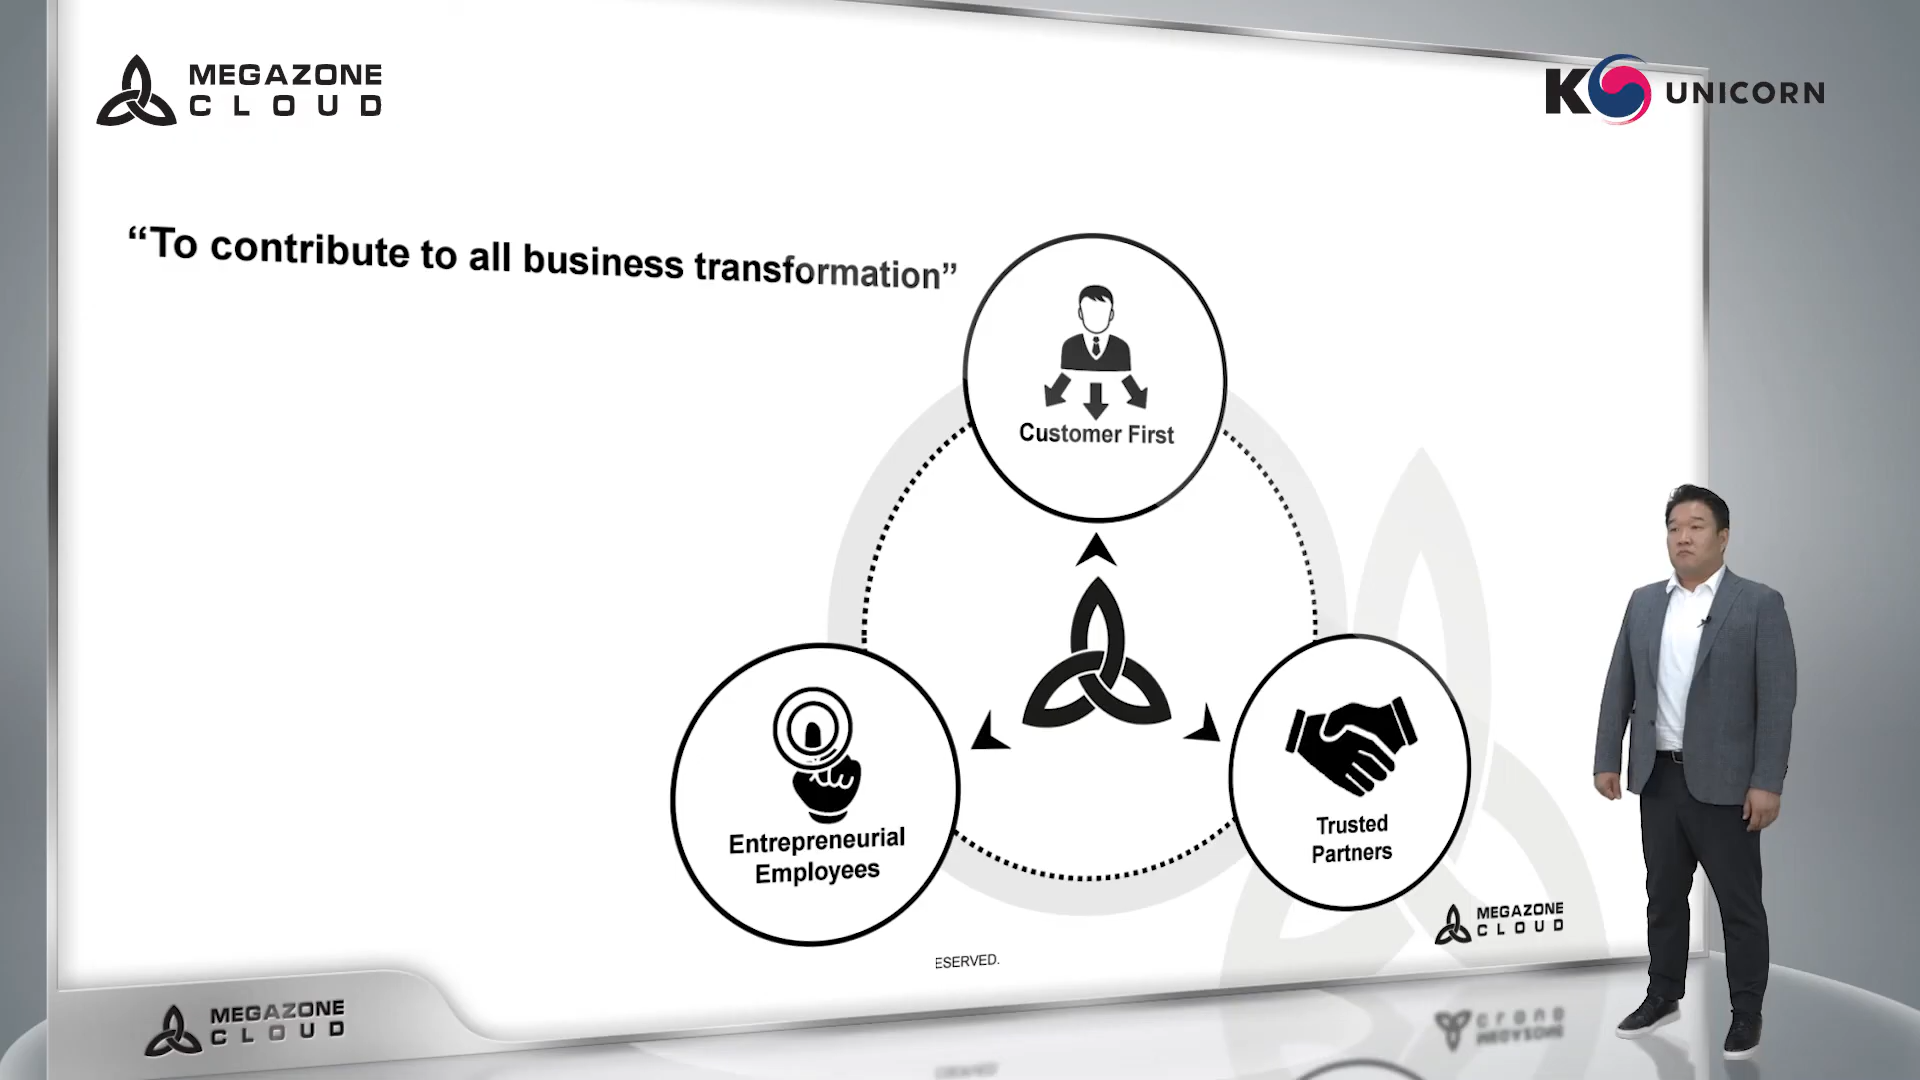 MEGAZONE
CLOUD
K UNICORN
“To contribute to all business transformation”
Customer First
Entrepreneurial
Employees
Trusted
Partners
MEGAZONE
CLOUD
ESERVED.
MEGAZONE
CLOUD